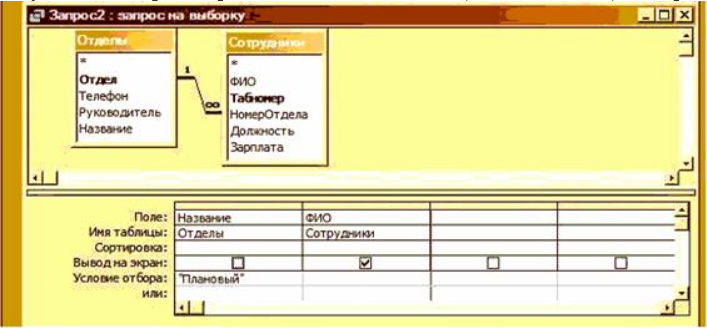 Запрос2 : запрос на выборку
Отделы
*
Отдел
Телефон
Руководитель
Название
1
∞
Сотрудники
*
ФИО
Табномер
НомерОтдела
Должность
Зарплата
Поле: Название ФИО
Имя таблицы: Отделы Сотрудники
Сортировка:
Вывод на экран:
Условие отбора: "Плановый"
или: